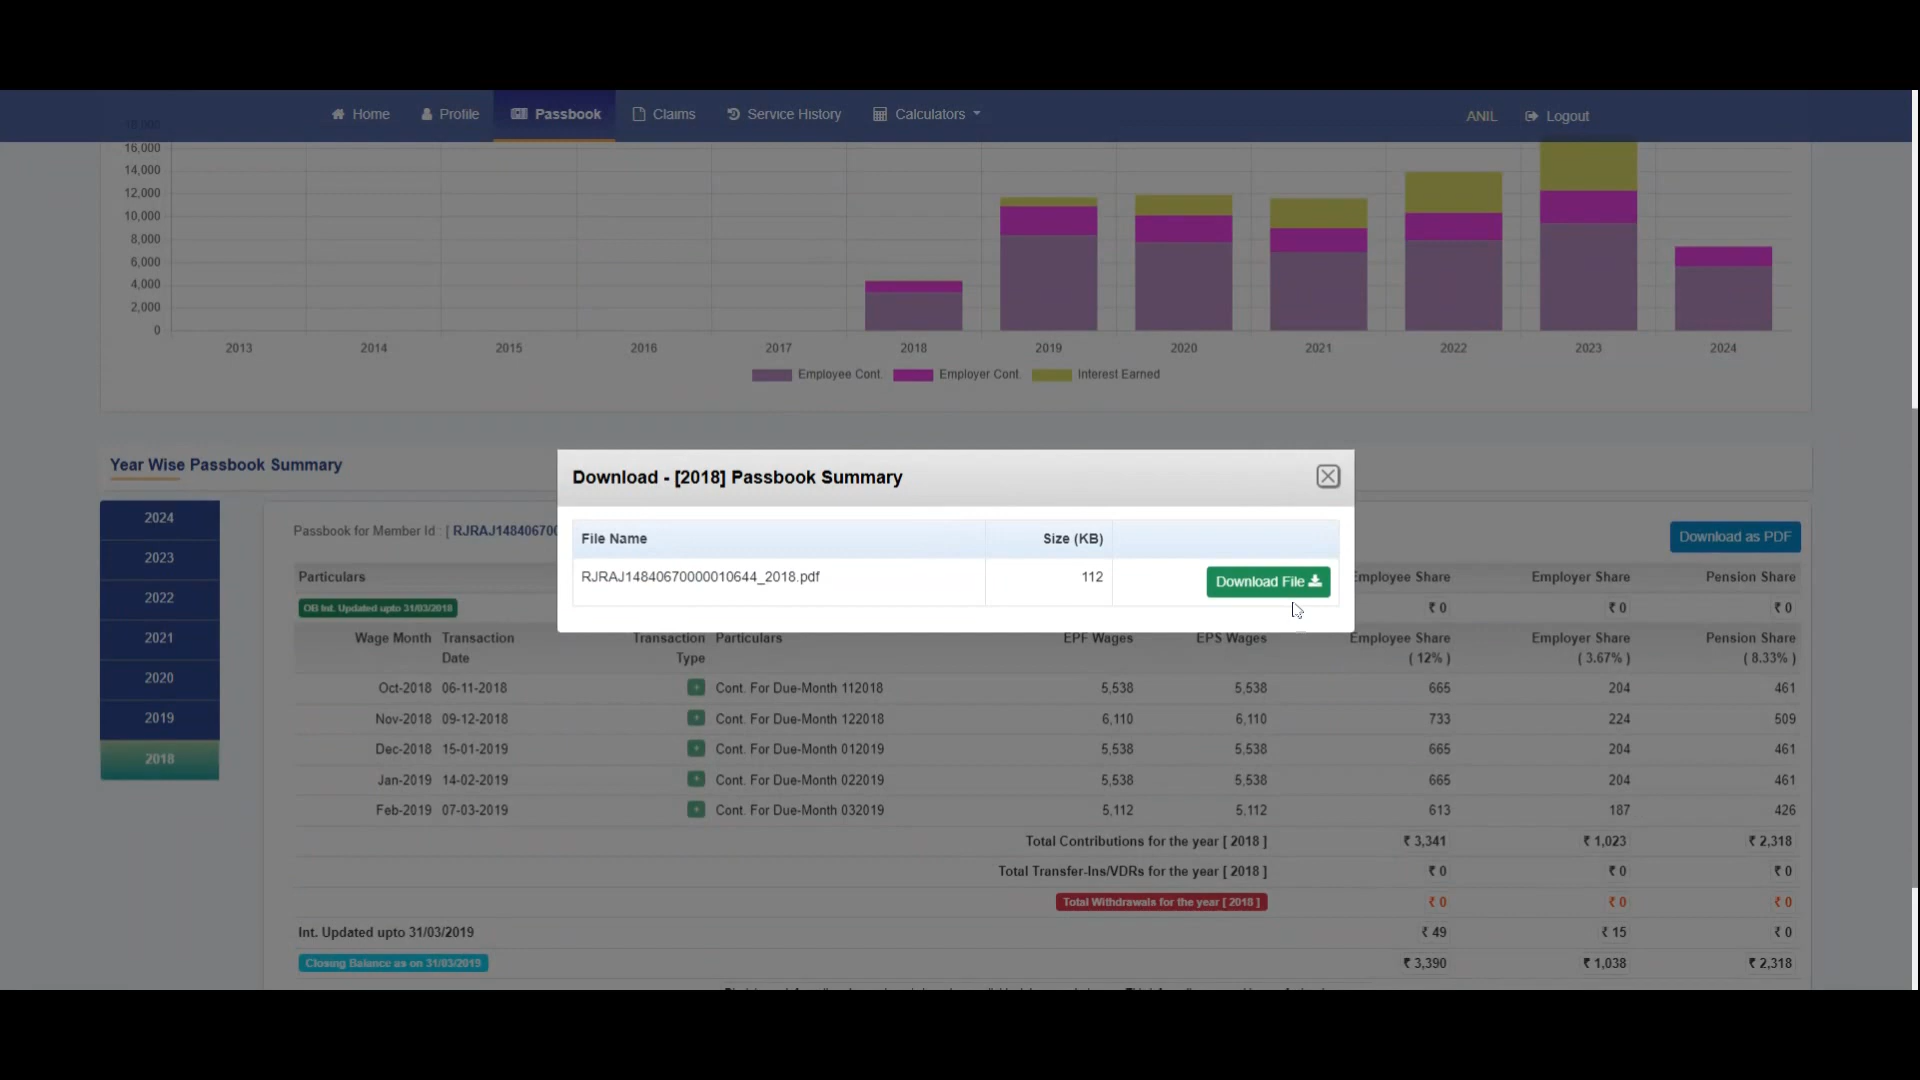 Home Profile Passbook Claims Service History Calculators ANIL Logout
18,000
16,000
14,000
12,000
10,000
8,000
6,000
4,000
2,000
0
2013 2014 2015 2016 2017 2018 2019 2020 2021 2022 2023 2024
Employee Cont. Employer Cont. Interest Earned
Year Wise Passbook Summary
Download - [2018] Passbook Summary
File Name Size (KB)
RJRAJ14840670000010644_2018.pdf 112 Download File
2024
2023
2022
2021
2020
2019
2018
Passbook for Member Id : [ RJRAJ148406700 Download as PDF
Particulars Employee Share Employer Share Pension Share
OB Int. Updated upto 31/03/2018 ₹ 0 ₹ 0 ₹ 0
Wage Month Transaction Date Transaction Type Particulars EPF Wages EPS Wages Employee Share ( 12% ) Employer Share ( 3.67% ) Pension Share ( 8.33% )
Oct-2018 06-11-2018 + Cont. For Due-Month 112018 5,538 5,538 665 204 461
Nov-2018 09-12-2018 + Cont. For Due-Month 122018 6,110 6,110 733 224 509
Dec-2018 15-01-2019 + Cont. For Due-Month 012019 5,538 5,538 665 204 461
Jan-2019 14-02-2019 + Cont. For Due-Month 022019 5,538 5,538 665 204 461
Feb-2019 07-03-2019 + Cont. For Due-Month 032019 5,112 5,112 613 187 426
Total Contributions for the year [ 2018 ] ₹ 3,341 ₹ 1,023 ₹ 2,318
Total Transfer-Ins/VDRs for the year [ 2018 ] ₹ 0 ₹ 0 ₹ 0
Total Withdrawals for the year [ 2018 ] ₹ 0 ₹ 0 ₹ 0
Int. Updated upto 31/03/2019 ₹ 49 ₹ 15 ₹ 0
Closing Balance as on 31/03/2019 ₹ 3,390 ₹ 1,038 ₹ 2,318